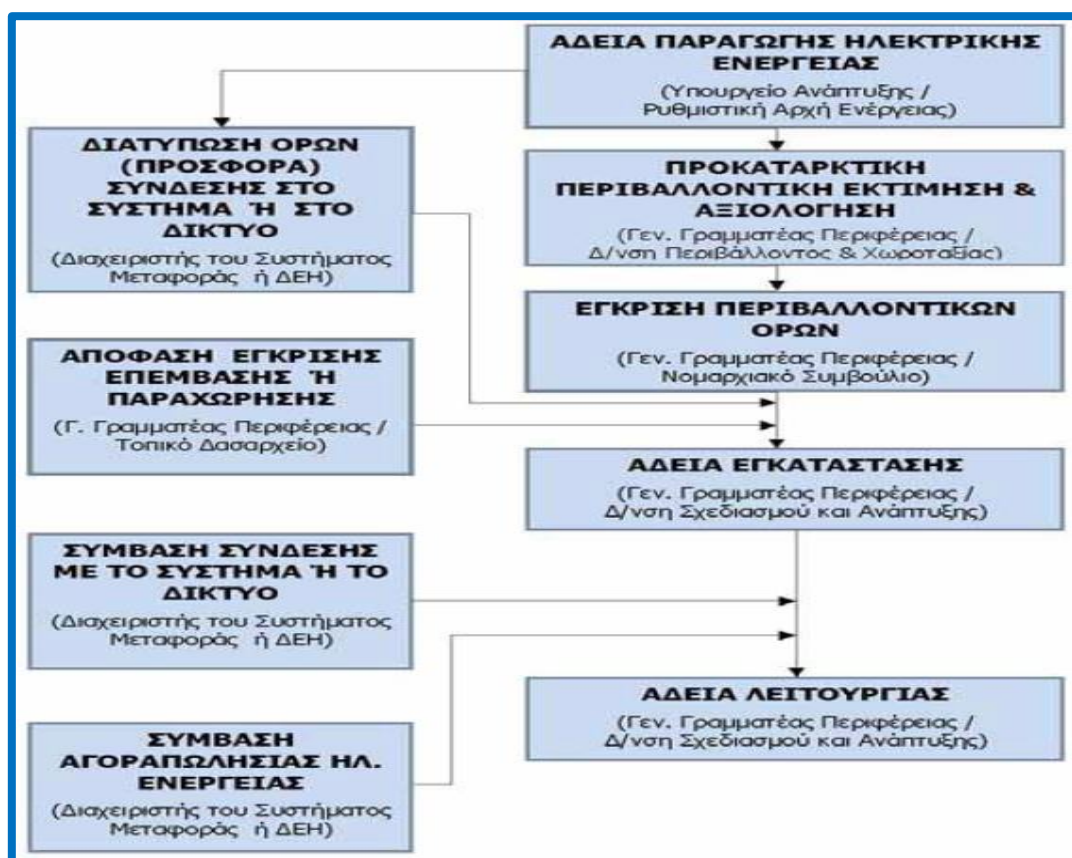 ΑΔΕΙΑ ΠΑΡΑΓΩΓΗΣ ΗΛΕΚΤΡΙΚΗΣ
ΕΝΕΡΓΕΙΑΣ
(Υπουργείο Ανάπτυξης /
Ρυθμιστική Αρχή Ενέργειας)
ΔΙΑΤΥΠΩΣΗ ΟΡΩΝ
(ΠΡΟΣΦΟΡΑ)
ΣΥΝΔΕΣΗΣ ΣΤΟ
ΣΥΣΤΗΜΑ Ή ΣΤΟ
ΔΙΚΤΥΟ
(Διαχειριστής του Συστήματος
Μεταφοράς ή ΔΕΗ)
ΠΡΟΚΑΤΑΡΚΤΙΚΗ
ΠΕΡΙΒΑΛΛΟΝΤΙΚΗ ΕΚΤΙΜΗΣΗ &
ΑΞΙΟΛΟΓΗΣΗ
(Γεν. Γραμματέας Περιφέρειας /
Δ/νση Περιβάλλοντος & Χωροταξίας)
ΕΓΚΡΙΣΗ ΠΕΡΙΒΑΛΛΟΝΤΙΚΩΝ
ΟΡΩΝ
(Γεν. Γραμματέας Περιφέρειας /
Νομαρχιακό Συμβούλιο)
ΑΠΟΦΑΣΗ ΕΓΚΡΙΣΗΣ
ΕΠΕΜΒΑΣΗΣ Ή
ΠΑΡΑΧΩΡΗΣΗΣ
(Γ. Γραμματέας Περιφέρειας /
Τοπικό Δασαρχείο)
ΑΔΕΙΑ ΕΓΚΑΤΑΣΤΑΣΗΣ
(Γεν. Γραμματέας Περιφέρειας /
Δ/νση Σχεδιασμού και Ανάπτυξης)
ΣΥΜΒΑΣΗ ΣΥΝΔΕΣΗΣ
ΜΕ ΤΟ ΣΥΣΤΗΜΑ Ή ΤΟ
ΔΙΚΤΥΟ
(Διαχειριστής του Συστήματος
Μεταφοράς ή ΔΕΗ)
ΑΔΕΙΑ ΛΕΙΤΟΥΡΓΙΑΣ
(Γεν. Γραμματέας Περιφέρειας /
Δ/νση Σχεδιασμού και Ανάπτυξης)
ΣΥΜΒΑΣΗ
ΑΓΟΡΑΠΩΛΗΣΙΑΣ ΗΛ.
ΕΝΕΡΓΕΙΑΣ
(Διαχειριστής του Συστήματος
Μεταφοράς ή ΔΕΗ)